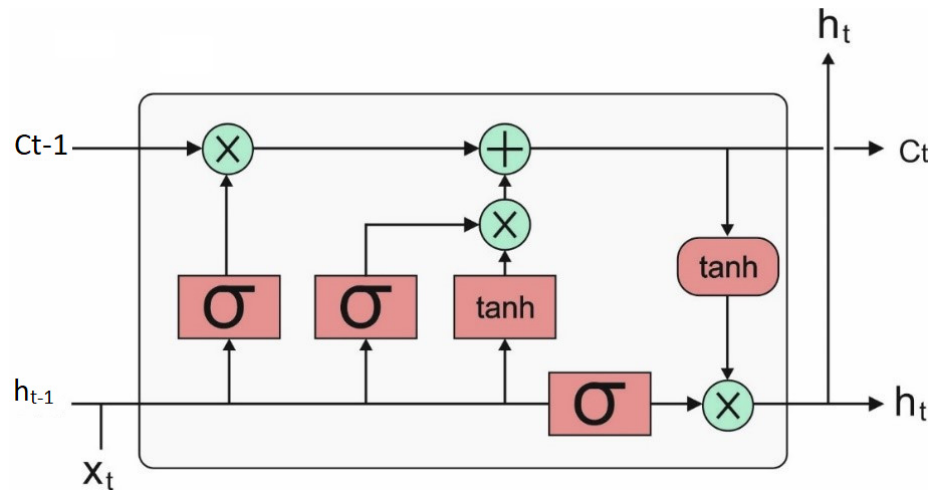 hₜ
Ct-1
×
+
Cₜ
×
tanh
σ
σ
tanh
hₜ₋₁
σ
×
hₜ
xₜ